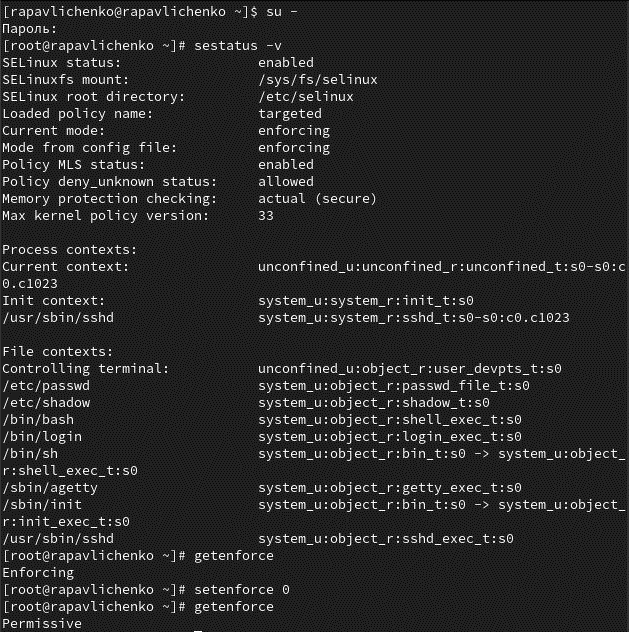 [rapavlichenko@rapavlichenko ~]$ su -
Пароль:
[root@rapavlichenko ~]# sestatus -v
SELinux status:                 enabled
SELinuxfs mount:                /sys/fs/selinux
SELinux root directory:         /etc/selinux
Loaded policy name:             targeted
Current mode:                   enforcing
Mode from config file:          enforcing
Policy MLS status:              enabled
Policy deny_unknown status:     allowed
Memory protection checking:     actual (secure)
Max kernel policy version:      33

Process contexts:
Current context:                unconfined_u:unconfined_r:unconfined_t:s0-s0:c
0.c1023
Init context:                   system_u:system_r:init_t:s0
/usr/sbin/sshd                  system_u:system_r:sshd_t:s0-s0:c0.c1023

File contexts:
Controlling terminal:           unconfined_u:object_r:user_devpts_t:s0
/etc/passwd                     system_u:object_r:passwd_file_t:s0
/etc/shadow                     system_u:object_r:shadow_t:s0
/bin/bash                       system_u:object_r:shell_exec_t:s0
/bin/login                      system_u:object_r:login_exec_t:s0
/bin/sh                         system_u:object_r:bin_t:s0 -> system_u:object_
r:shell_exec_t:s0
/sbin/agetty                    system_u:object_r:getty_exec_t:s0
/sbin/init                      system_u:object_r:bin_t:s0 -> system_u:object_
r:init_exec_t:s0
/usr/sbin/sshd                  system_u:object_r:sshd_exec_t:s0
[root@rapavlichenko ~]# getenforce
Enforcing
[root@rapavlichenko ~]# setenforce 0
[root@rapavlichenko ~]# getenforce
Permissive